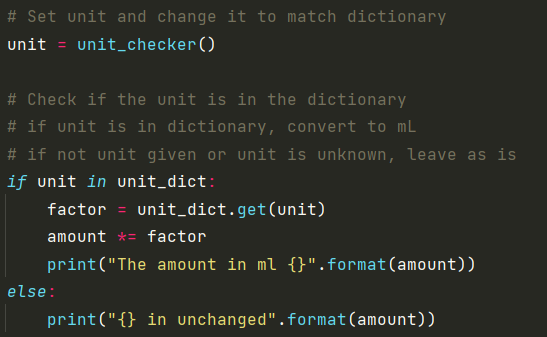 # Set unit and change it to match dictionary
unit = unit_checker()
# Check if the unit is in the dictionary
# if unit is in dictionary, convert to mL
# if not unit given or unit is unknown, leave as is
if unit in unit_dict:
    factor = unit_dict.get(unit)
    amount *= factor
    print("The amount in ml {}".format(amount))
else:
    print("{} in unchanged".format(amount))